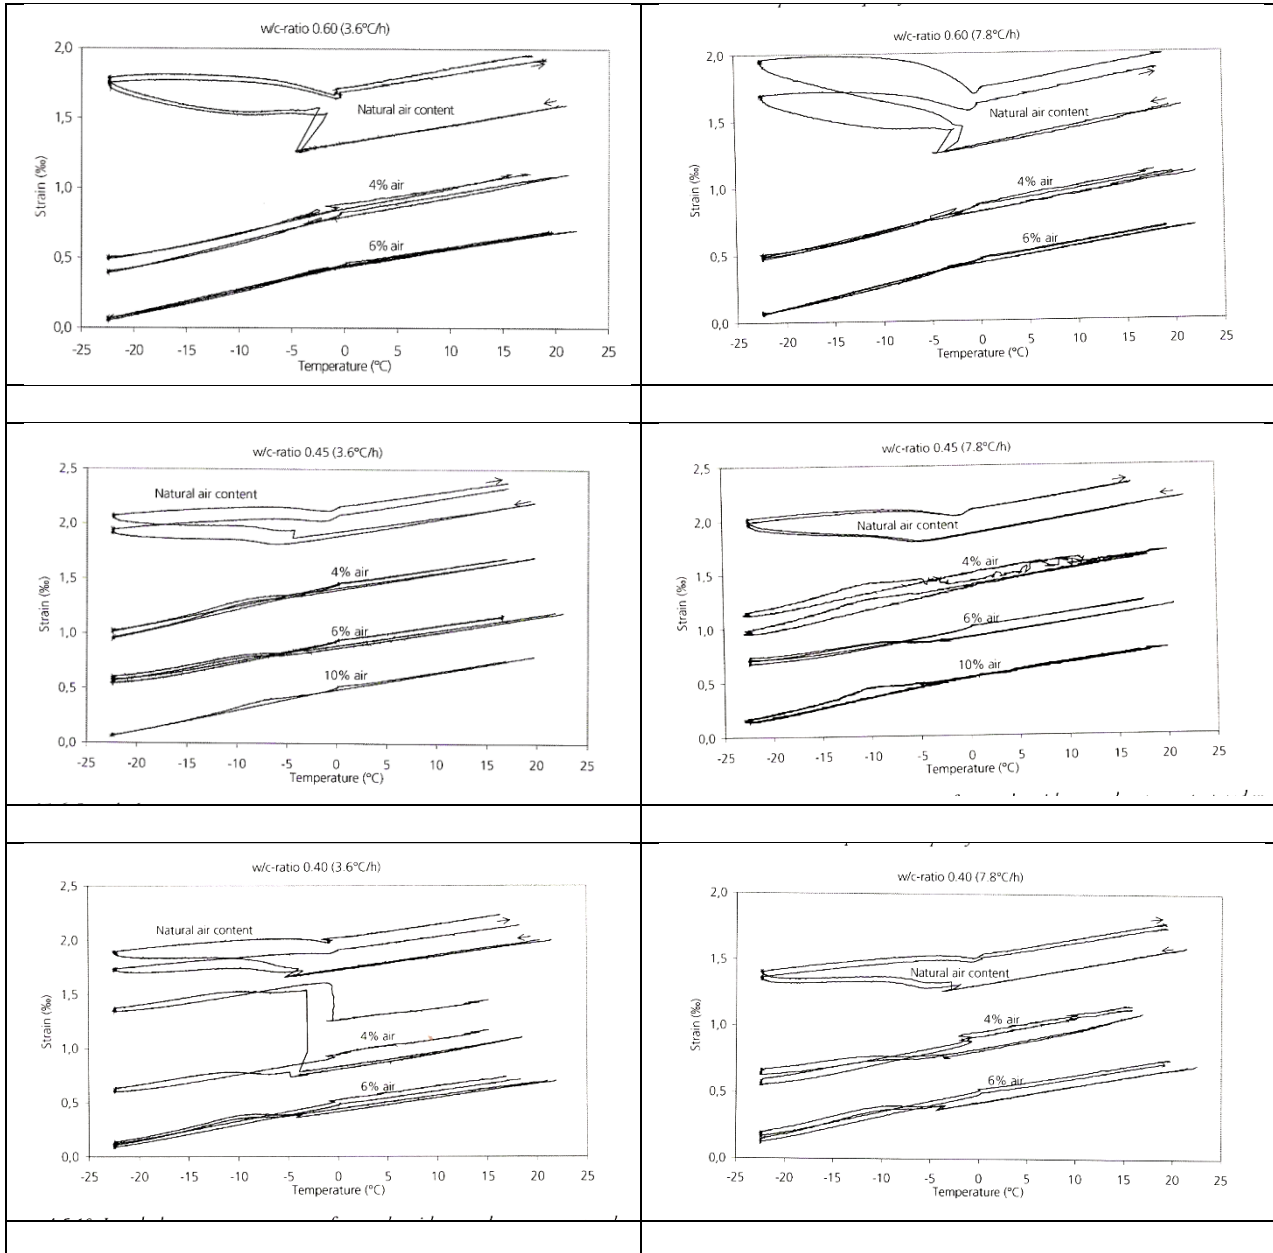 w/c-ratio 0.60 (3.6°C/h)
2,0
1,5
1,0
0,5
0,0
Strain (‰)
Natural air content
4% air
6% air
-25 -20 -15 -10 -5 0 5 10 15 20 25
Temperature (°C)
w/c-ratio 0.60 (7.8°C/h)
2,0
1,5
1,0
0,5
0,0
Strain (‰)
Natural air content
4% air
6% air
-25 -20 -15 -10 -5 0 5 10 15 20 25
Temperature (°C)
w/c-ratio 0.45 (3.6°C/h)
2,5
2,0
1,5
1,0
0,5
0,0
Strain (‰)
Natural air content
4% air
6% air
10% air
-25 -20 -15 -10 -5 0 5 10 15 20 25
Temperature (°C)
w/c-ratio 0.45 (7.8°C/h)
2,5
2,0
1,5
1,0
0,5
0,0
Strain (‰)
Natural air content
4% air
6% air
10% air
-25 -20 -15 -10 -5 0 5 10 15 20 25
Temperature (°C)
w/c-ratio 0.40 (3.6°C/h)
2,5
2,0
1,5
1,0
0,5
0,0
Strain (‰)
Natural air content
4% air
6% air
-25 -20 -15 -10 -5 0 5 10 15 20 25
Temperature (°C)
w/c-ratio 0.40 (7.8°C/h)
2,0
1,5
1,0
0,5
0,0
Strain (‰)
Natural air content
4% air
6% air
-25 -20 -15 -10 -5 0 5 10 15 20 25
Temperature (°C)